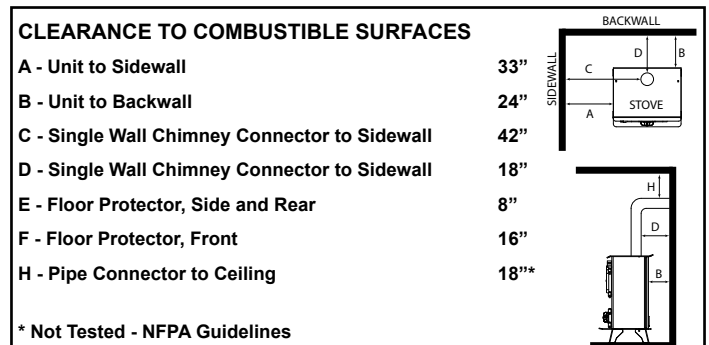 CLEARANCE TO COMBUSTIBLE SURFACES
A - Unit to Sidewall 33”
B - Unit to Backwall 24”
C - Single Wall Chimney Connector to Sidewall 42”
D - Single Wall Chimney Connector to Sidewall 18”
E - Floor Protector, Side and Rear 8”
F - Floor Protector, Front 16”
H - Pipe Connector to Ceiling 18”*
* Not Tested - NFPA Guidelines
BACKWALL
SIDEWALL
D B
C
STOVE
A
H
D
B